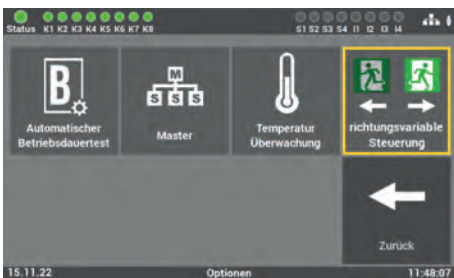 Status K1 K2 K3 K4 K5 K6 K7 K8 S1 S2 S3 S4 I1 I2 I3 I4
B
Automatischer
Betriebsdauertest
M
S S S
Master
Temperatur
Überwachung
richtungsvariable
Steuerung
Zurück
15.11.22 Optionen 11:48:07